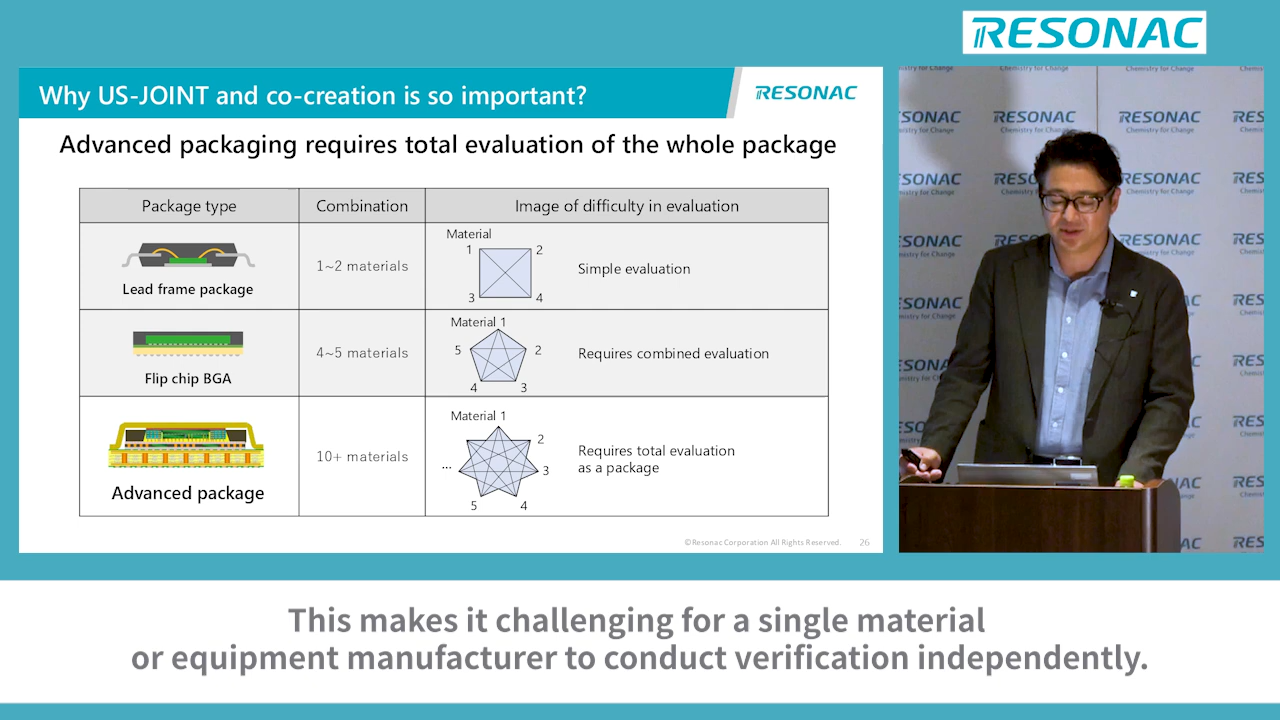 RESONAC
Why US-JOINT and co-creation is so important?
RESONAC
Advanced packaging requires total evaluation of the whole package
Package type
Combination
Image of difficulty in evaluation
Lead frame package
1~2 materials
Material
1
2
3
4
Simple evaluation
Flip chip BGA
4~5 materials
Material 1
5
2
4
3
Requires combined evaluation
Advanced package
10+ materials
Material 1
2
...
3
5
4
Requires total evaluation
as a package
©Resonac Corporation All Rights Reserved.
26
RESONAC
Chemistry for Change
This makes it challenging for a single material
or equipment manufacturer to conduct verification independently.